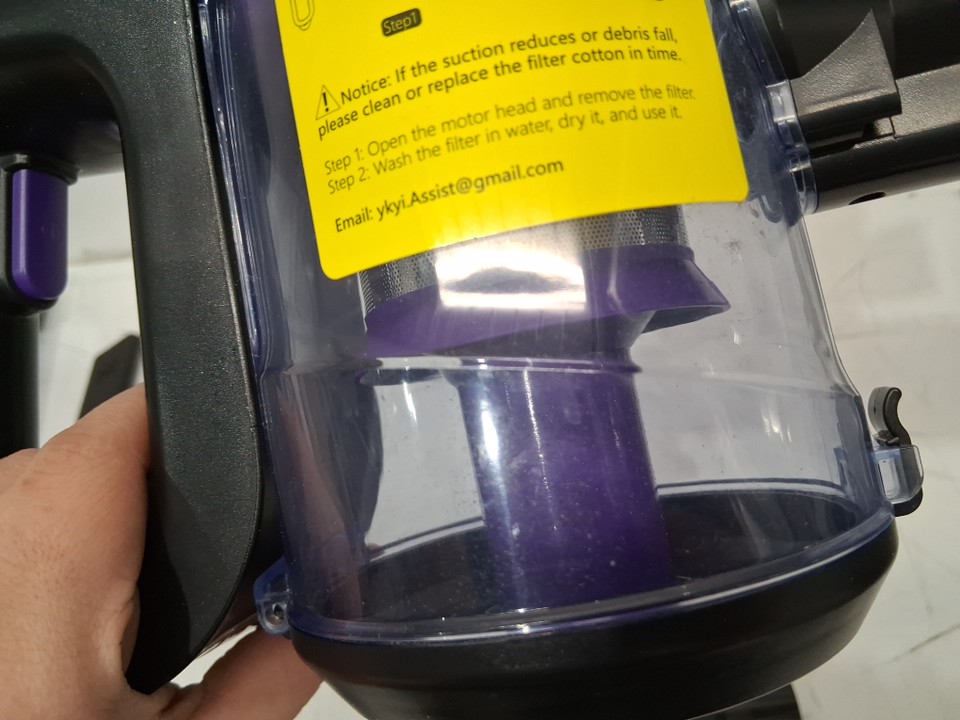 Step1
Notice: If the suction reduces or debris fall,
please clean or replace the filter cotton in time.
Step 1: Open the motor head and remove the filter.
Step 2: Wash the filter in water, dry it, and use it.
Email: ykyi.Assist@gmail.com